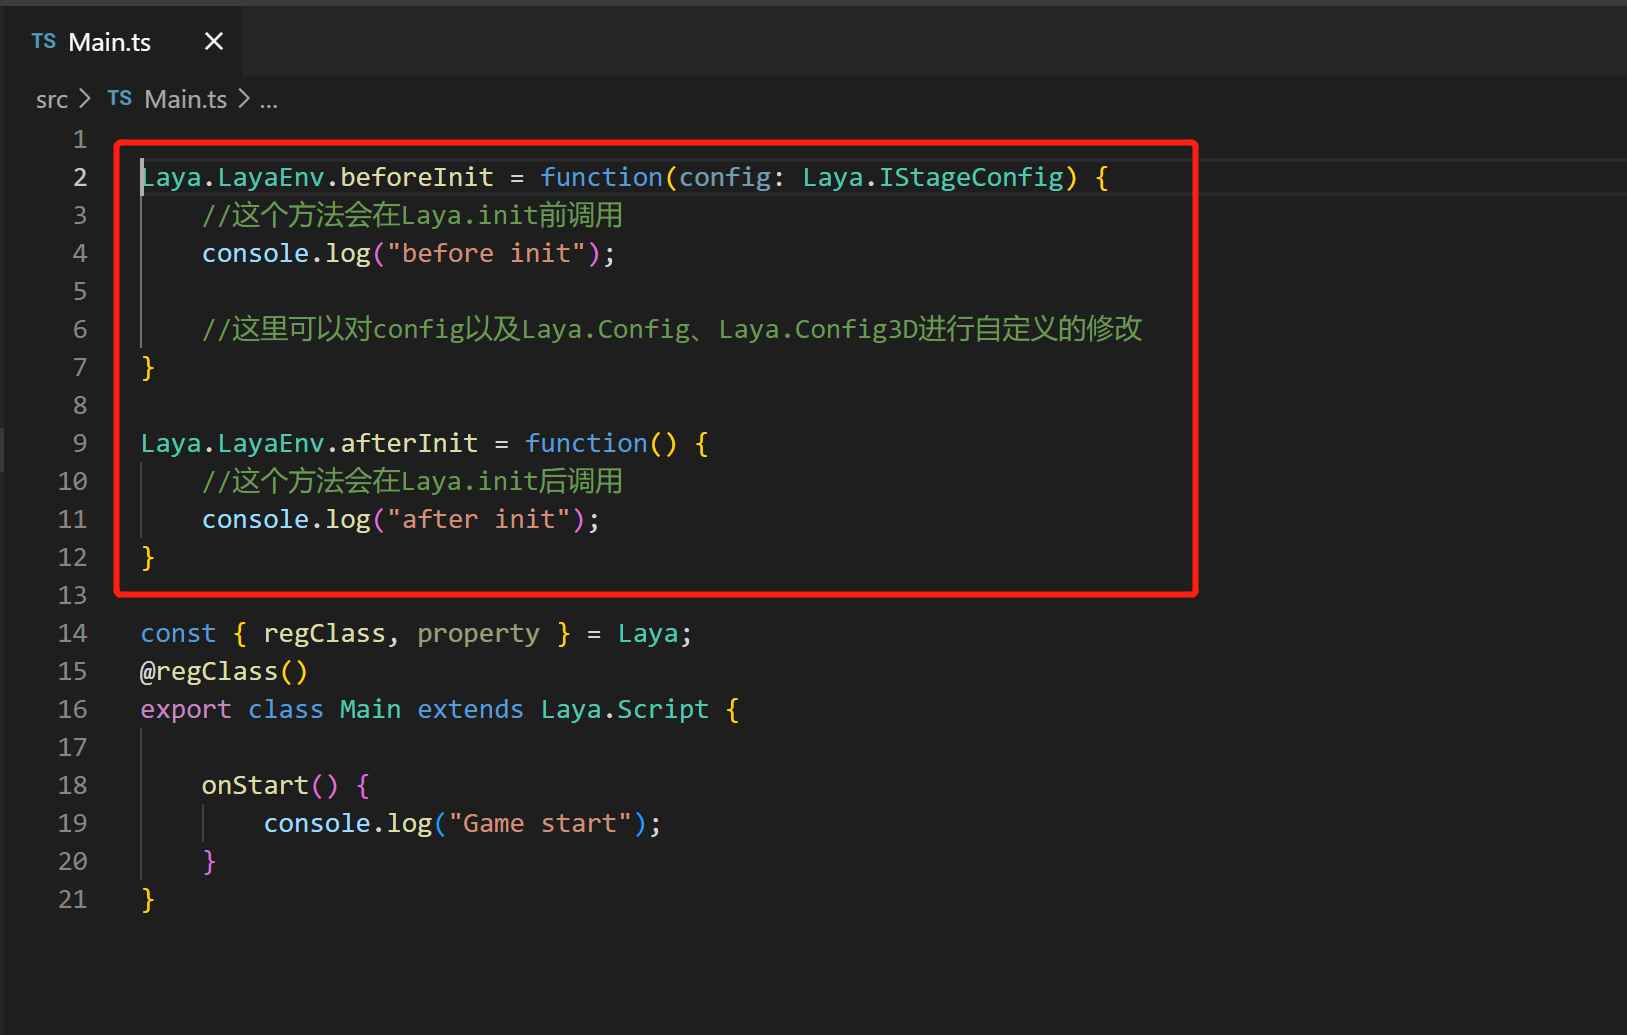 TS Main.ts ×
src > TS Main.ts > ...
1
2 Laya.LayaEnv.beforeInit = function(config: Laya.IStageConfig) {
3 //这个方法会在Laya.init前调用
4 console.log("before init");
5
6 //这里可以对config以及Laya.Config、Laya.Config3D进行自定义的修改
7 }
8
9 Laya.LayaEnv.afterInit = function() {
10 //这个方法会在Laya.init后调用
11 console.log("after init");
12 }
13
14 const { regClass, property } = Laya;
15 @regClass()
16 export class Main extends Laya.Script {
17
18 onStart() {
19 console.log("Game start");
20 }
21 }